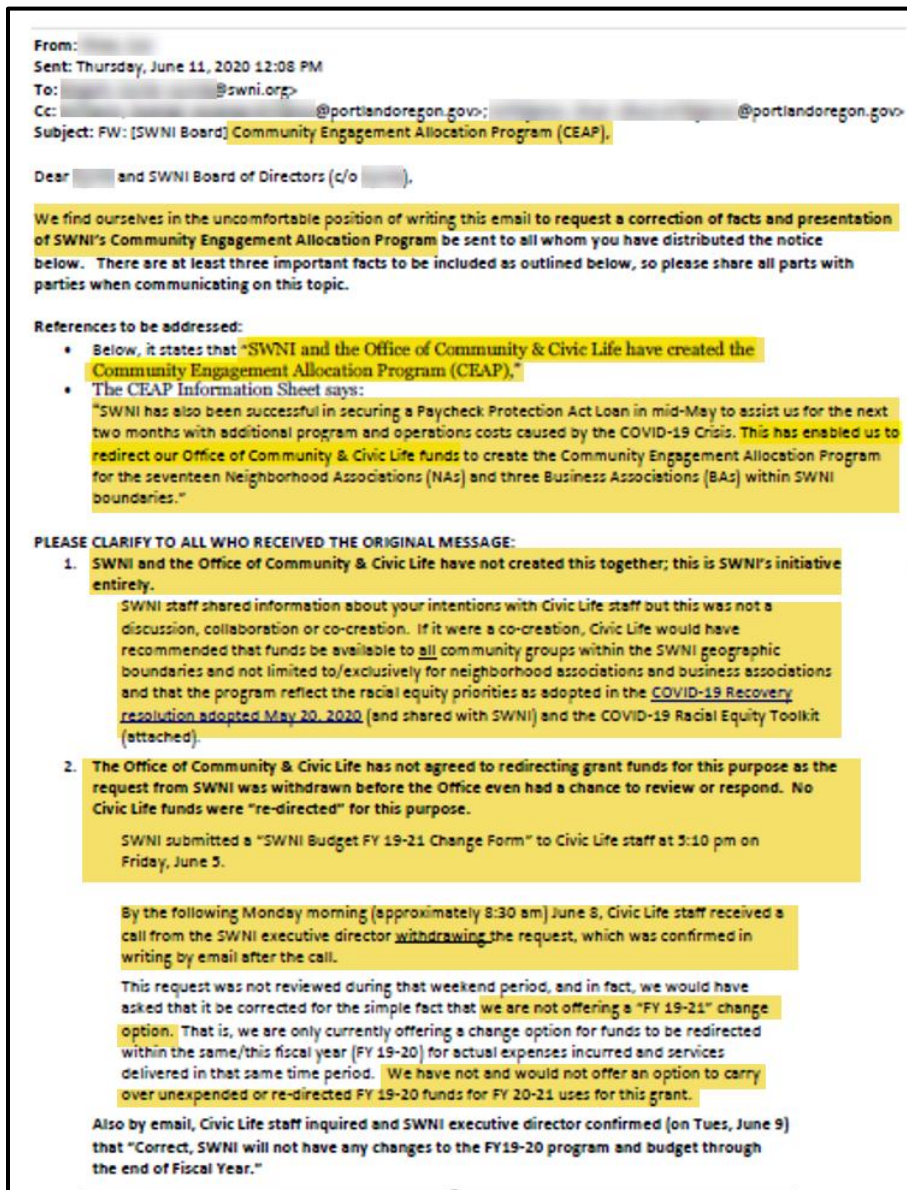 From:
Sent: Thursday, June 11, 2020 12:08 PM
To: @swni.org>
Cc: @portlandoregon.gov>; @portlandoregon.gov>
Subject: FW: [SWNI Board] Community Engagement Allocation Program (CEAP),
Dear and SWNI Board of Directors (c/o ),
We find ourselves in the uncomfortable position of writing this email to request a correction of facts and presentation
of SWNI's Community Engagement Allocation Program be sent to all whom you have distributed the notice
below. There are at least three important facts to be included as outlined below, so please share all parts with
parties when communicating on this topic.
References to be addressed:
• Below, it states that "SWNI and the Office of Community & Civic Life have created the
Community Engagement Allocation Program (CEAP),"
• The CEAP Information Sheet says:
"SWNI has also been successful in securing a Paycheck Protection Act Loan in mid-May to assist us for the next
two months with additional program and operations costs caused by the COVID-19 Crisis. This has enabled us to
redirect our Office of Community & Civic Life funds to create the Community Engagement Allocation Program
for the seventeen Neighborhood Associations (NAs) and three Business Associations (BAs) within SWNI
boundaries."
PLEASE CLARIFY TO ALL WHO RECEIVED THE ORIGINAL MESSAGE:
1. SWNI and the Office of Community & Civic Life have not created this together; this is SWNI's initiative
entirely.
SWNI staff shared information about your intentions with Civic Life staff but this was not a
discussion, collaboration or co-creation. If it were a co-creation, Civic Life would have
recommended that funds be available to all community groups within the SWNI geographic
boundaries and not limited to/exclusively for neighborhood associations and business associations
and that the program reflect the racial equity priorities as adopted in the COVID-19 Recovery
resolution adopted May 20, 2020 (and shared with SWNI) and the COVID-19 Racial Equity Toolkit
(attached).
2. The Office of Community & Civic Life has not agreed to redirecting grant funds for this purpose as the
request from SWNI was withdrawn before the Office even had a chance to review or respond. No
Civic Life funds were "re-directed" for this purpose.
SWNI submitted a "SWNI Budget FY 19-21 Change Form" to Civic Life staff at 5:10 pm on
Friday, June 5.
By the following Monday morning (approximately 8:30 am) June 8, Civic Life staff received a
call from the SWNI executive director withdrawing the request, which was confirmed in
writing by email after the call.
This request was not reviewed during that weekend period, and in fact, we would have
asked that it be corrected for the simple fact that we are not offering a "FY 19-21" change
option. That is, we are only currently offering a change option for funds to be redirected
within the same/this fiscal year (FY 19-20) for actual expenses incurred and services
delivered in that same time period. We have not and would not offer an option to carry
over unexpended or re-directed FY 19-20 funds for FY 20-21 uses for this grant.
Also by email, Civic Life staff inquired and SWNI executive director confirmed (on Tues, June 9)
that "Correct, SWNI will not have any changes to the FY19-20 program and budget through
the end of Fiscal Year."